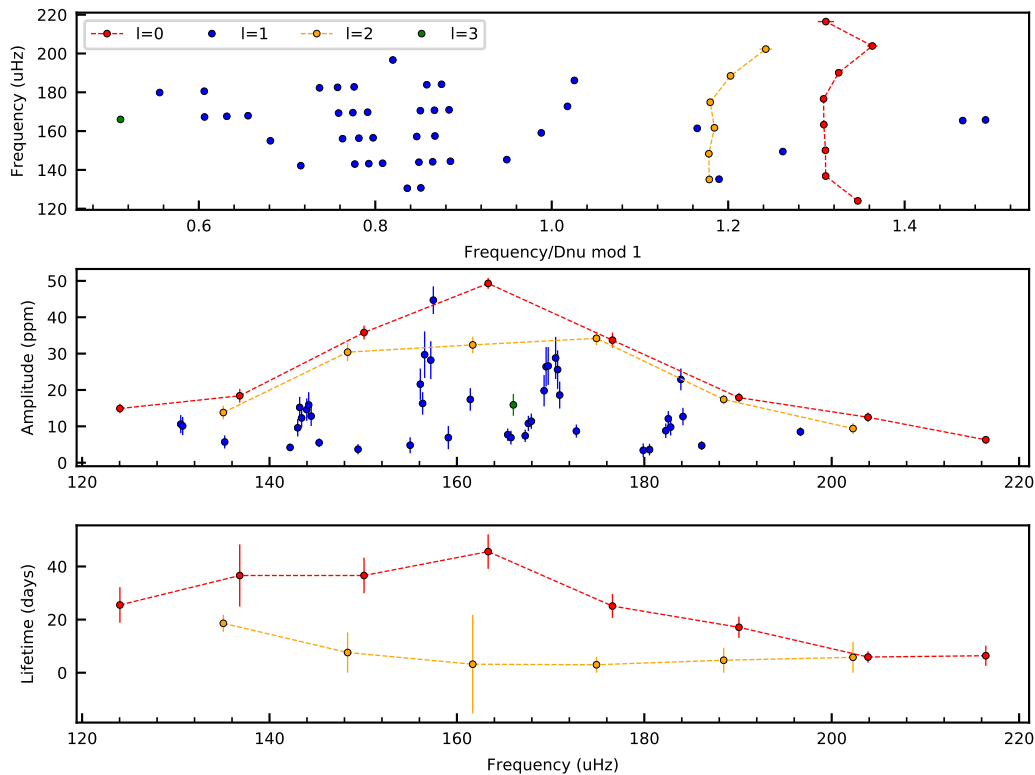 220
200
180
160
140
120
Frequency (uHz)
l=0 l=1 l=2 l=3
0.6 0.8 1.0 1.2 1.4
Frequency/Dnu mod 1
50
40
30
20
10
0
Amplitude (ppm)
120 140 160 180 200 220
40
20
0
Lifetime (days)
120 140 160 180 200 220
Frequency (uHz)